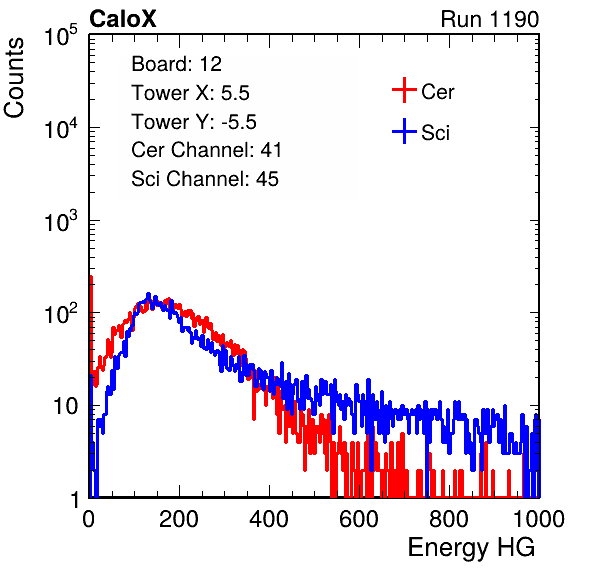 CaloX Run 1190
Board: 12
Tower X: 5.5
Tower Y: -5.5
Cer Channel: 41
Sci Channel: 45
Cer
Sci
Counts
10^5
10^4
10^3
10^2
10
1
0 200 400 600 800 1000
Energy HG